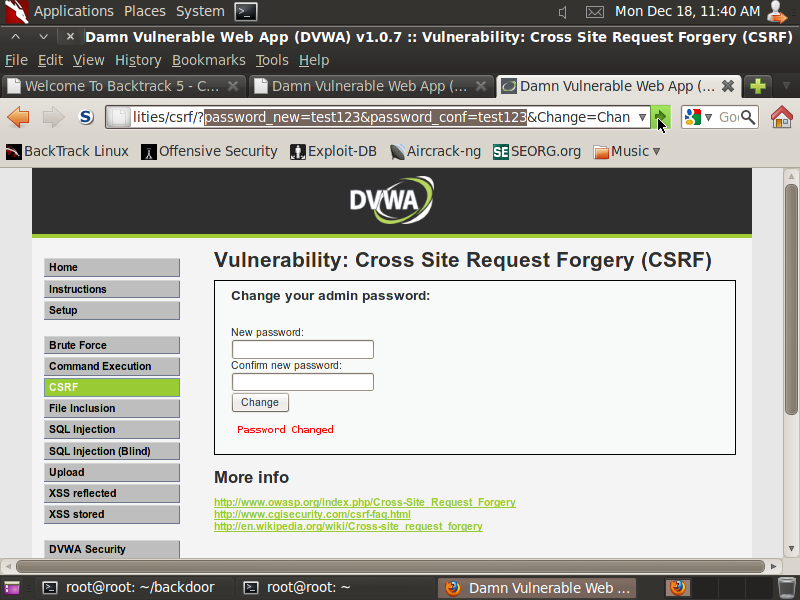 Applications Places System Mon Dec 18, 11:40 AM
Damn Vulnerable Web App (DVWA) v1.0.7 :: Vulnerability: Cross Site Request Forgery (CSRF)
File Edit View History Bookmarks Tools Help
Welcome To Backtrack 5 - C... Damn Vulnerable Web App (... Damn Vulnerable Web App (...
lities/csrf/?password_new=test123&password_conf=test123&Change=Chan Go
BackTrack Linux Offensive Security Exploit-DB Aircrack-ng SEORG.org Music
DVWA
Home
Instructions
Setup
Brute Force
Command Execution
CSRF
File Inclusion
SQL Injection
SQL Injection (Blind)
Upload
XSS reflected
XSS stored
DVWA Security
Vulnerability: Cross Site Request Forgery (CSRF)
Change your admin password:
New password:
Confirm new password:
Change
Password Changed
More info
http://www.owasp.org/index.php/Cross-Site_Request_Forgery
http://www.cgisecurity.com/csrf-faq.html
http://en.wikipedia.org/wiki/Cross-site_request_forgery
root@root: ~/backdoor root@root: ~ Damn Vulnerable Web ...